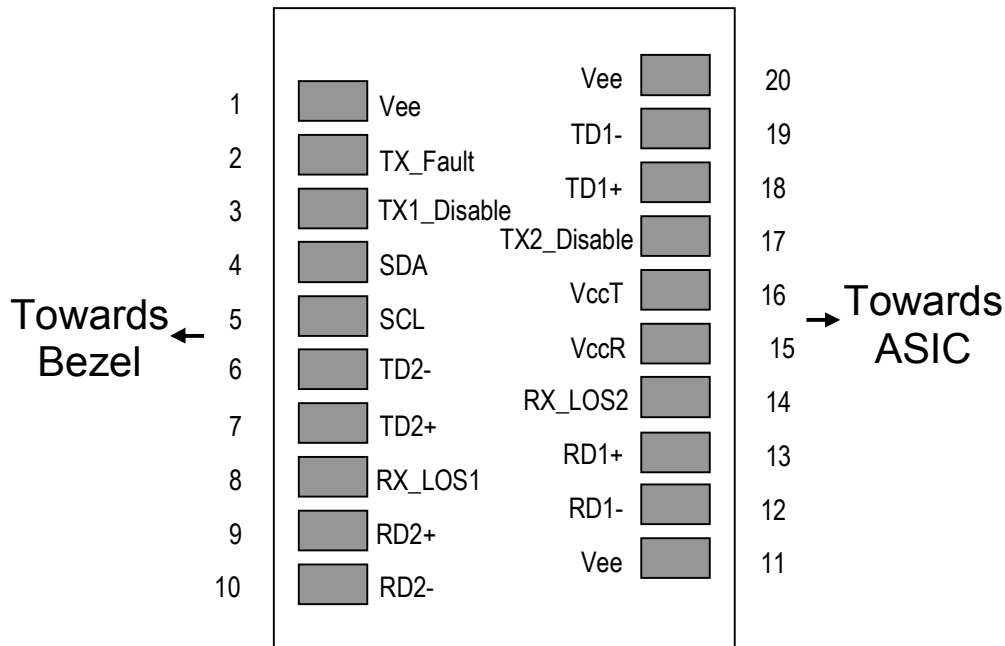 1 Vee
2 TX_Fault
3 TX1_Disable
4 SDA
5 SCL
6 TD2-
7 TD2+
8 RX_LOS1
9 RD2+
10 RD2-
Towards
Bezel
Vee 20
TD1- 19
TD1+ 18
TX2_Disable 17
VccT 16
VccR 15
RX_LOS2 14
RD1+ 13
RD1- 12
Vee 11
Towards
ASIC